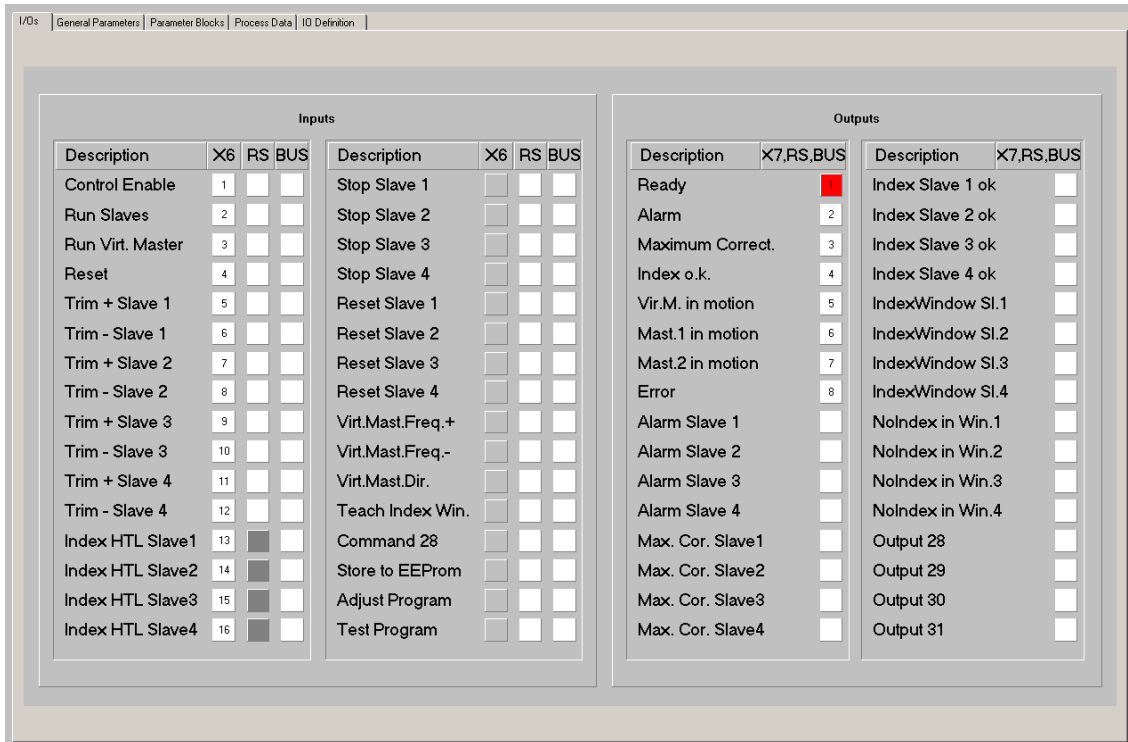 I/Os General Parameters Parameter Blocks Process Data IO Definition
Inputs
Description X6 RS BUS
Control Enable 1
Run Slaves 2
Run Virt. Master 3
Reset 4
Trim + Slave 1 5
Trim - Slave 1 6
Trim + Slave 2 7
Trim - Slave 2 8
Trim + Slave 3 9
Trim - Slave 3 10
Trim + Slave 4 11
Trim - Slave 4 12
Index HTL Slave1 13
Index HTL Slave2 14
Index HTL Slave3 15
Index HTL Slave4 16
Description X6 RS BUS
Stop Slave 1
Stop Slave 2
Stop Slave 3
Stop Slave 4
Reset Slave 1
Reset Slave 2
Reset Slave 3
Reset Slave 4
Virt.Mast.Freq.+
Virt.Mast.Freq.-
Virt.Mast.Dir.
Teach Index Win.
Command 28
Store to EEProm
Adjust Program
Test Program
Outputs
Description X7,RS,BUS
Ready 1
Alarm 2
Maximum Correct. 3
Index o.k. 4
Vir.M. in motion 5
Mast.1 in motion 6
Mast.2 in motion 7
Error 8
Alarm Slave 1
Alarm Slave 2
Alarm Slave 3
Alarm Slave 4
Max. Cor. Slave1
Max. Cor. Slave2
Max. Cor. Slave3
Max. Cor. Slave4
Description X7,RS,BUS
Index Slave 1 ok
Index Slave 2 ok
Index Slave 3 ok
Index Slave 4 ok
IndexWindow Sl.1
IndexWindow Sl.2
IndexWindow Sl.3
IndexWindow Sl.4
NoIndex in Win.1
NoIndex in Win.2
NoIndex in Win.3
NoIndex in Win.4
Output 28
Output 29
Output 30
Output 31